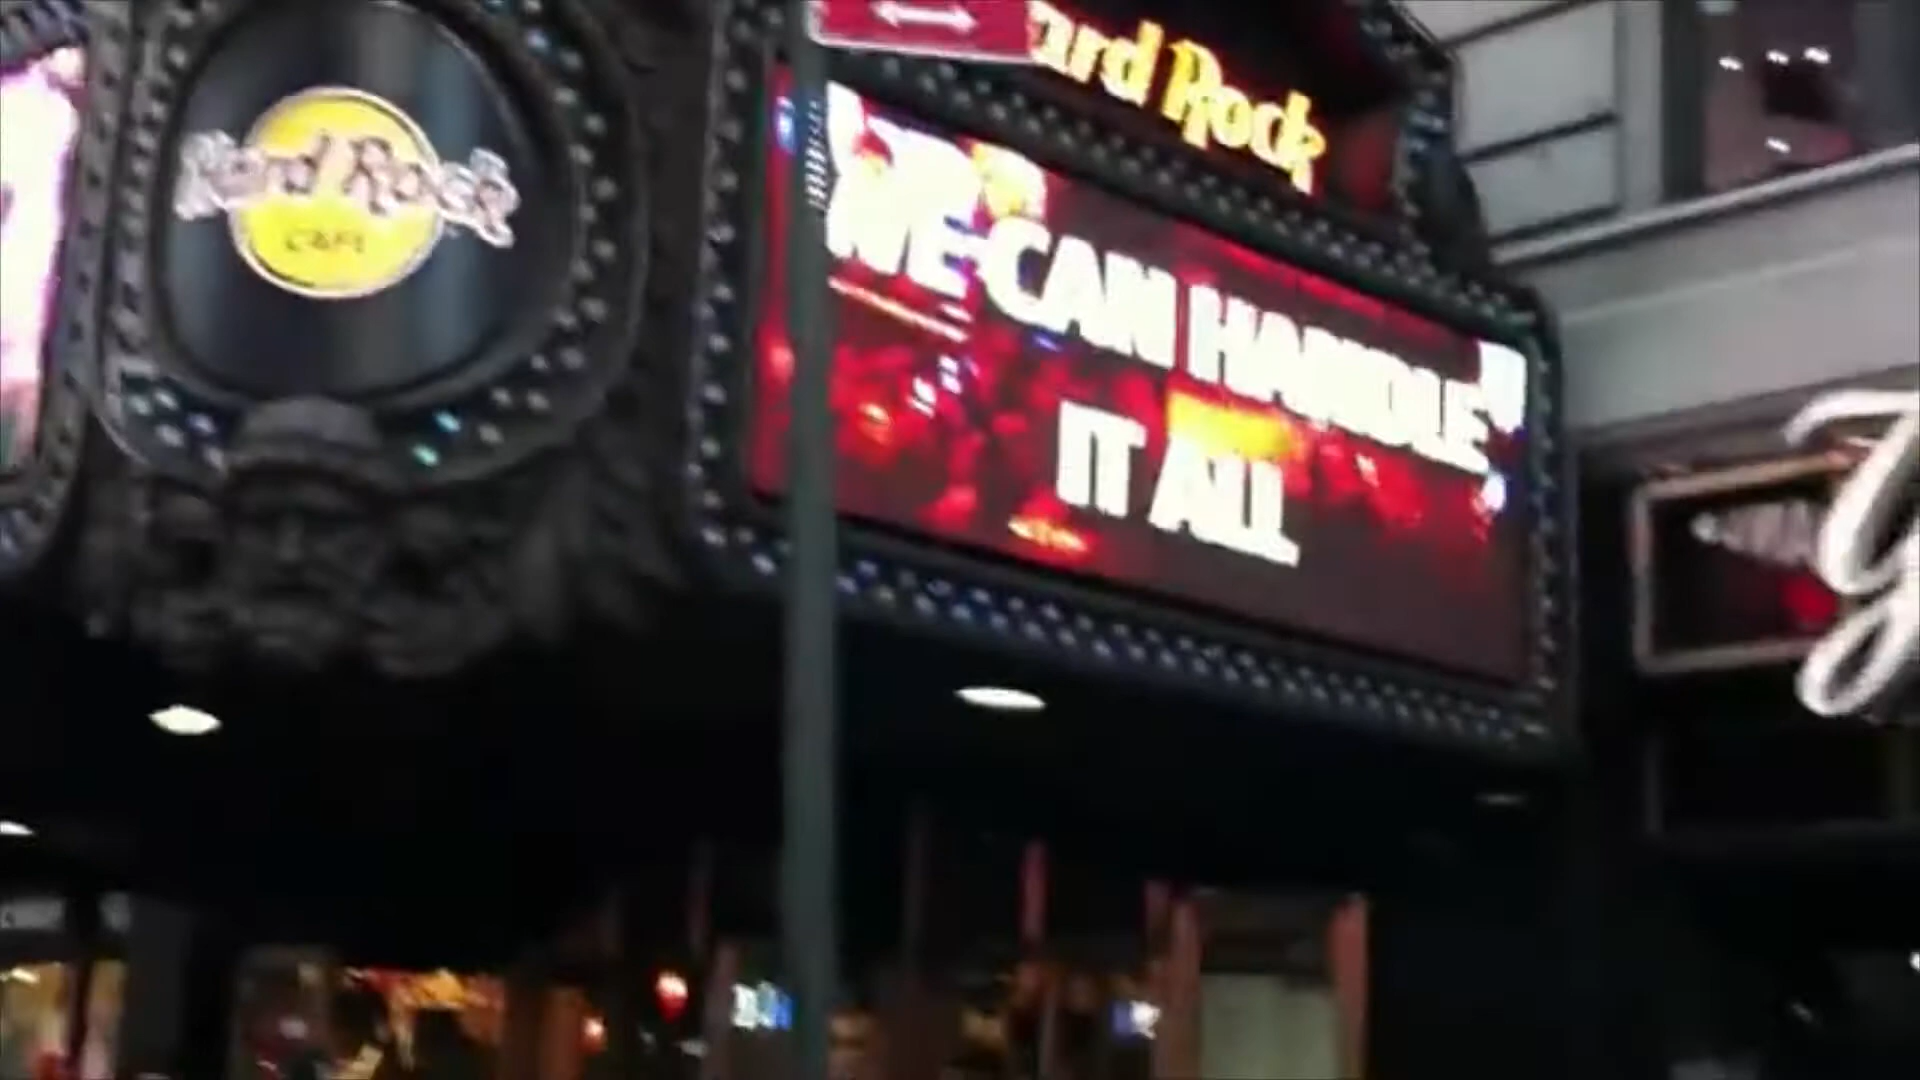 Hard Rock
CAFE
ard Rock
WE CAN HANDLE
IT ALL